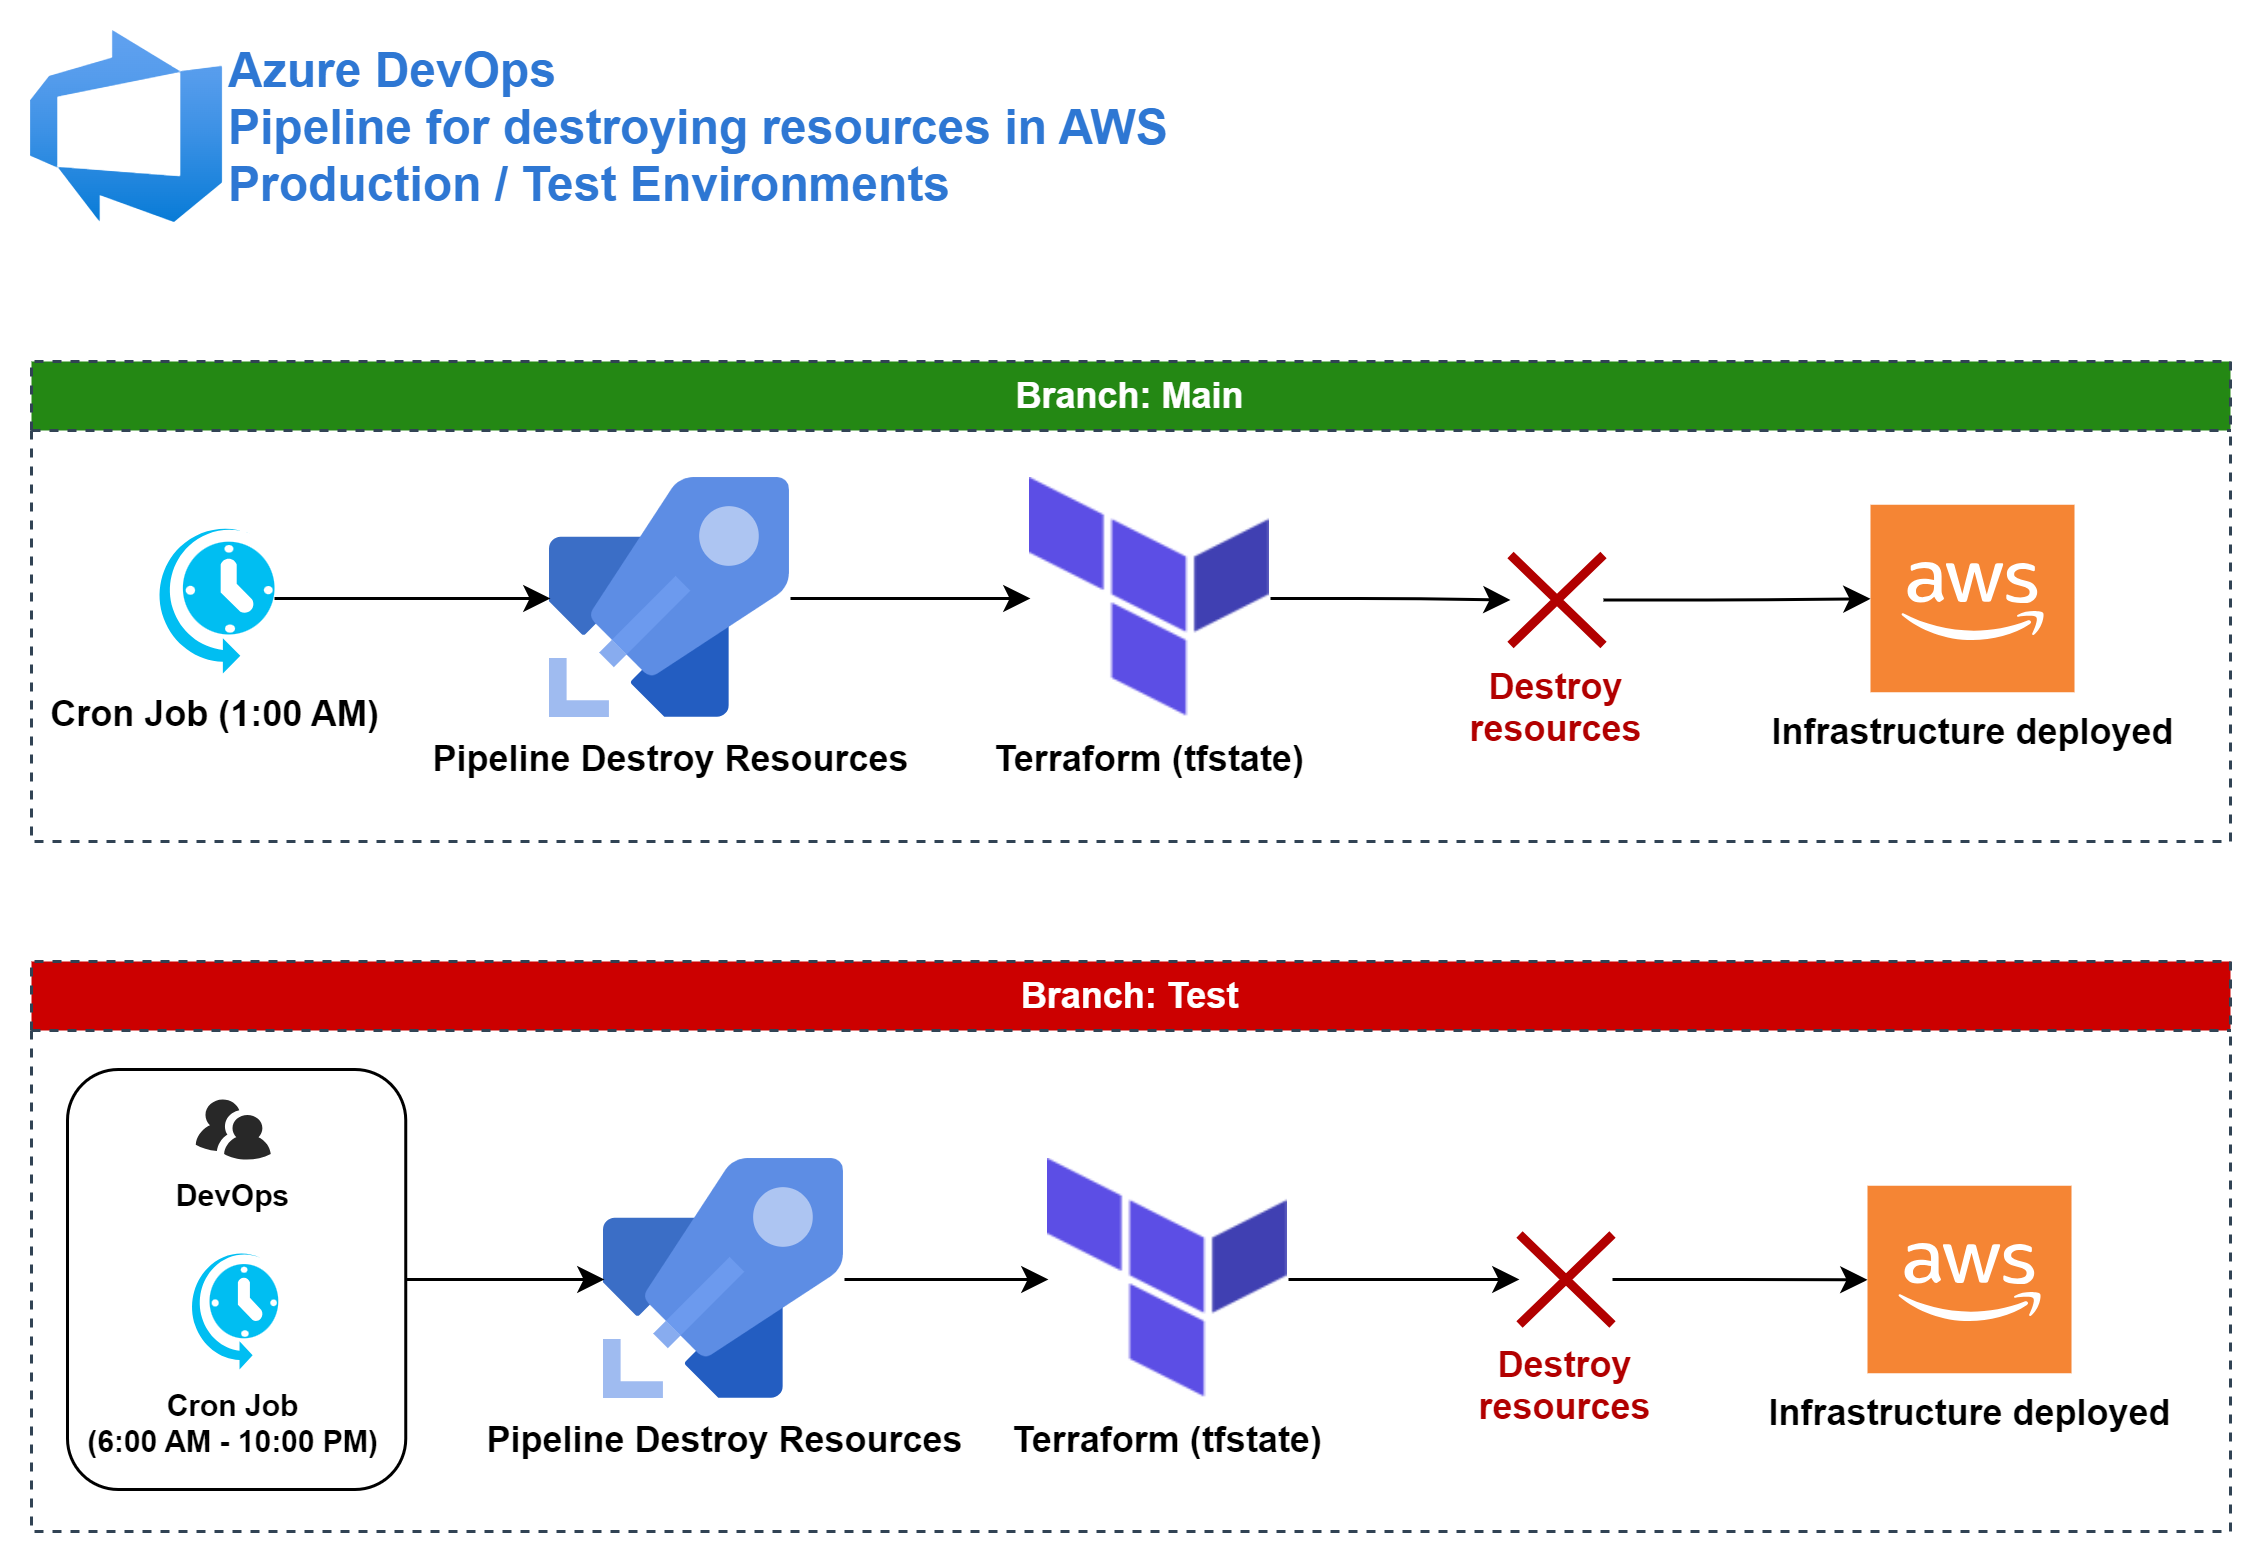 Azure DevOps
Pipeline for destroying resources in AWS
Production / Test Environments
Branch: Main
Cron Job (1:00 AM)
Pipeline Destroy Resources
Terraform (tfstate)
Destroy
resources
aws
Infrastructure deployed
Branch: Test
DevOps
Cron Job
(6:00 AM - 10:00 PM)
Pipeline Destroy Resources
Terraform (tfstate)
Destroy
resources
aws
Infrastructure deployed